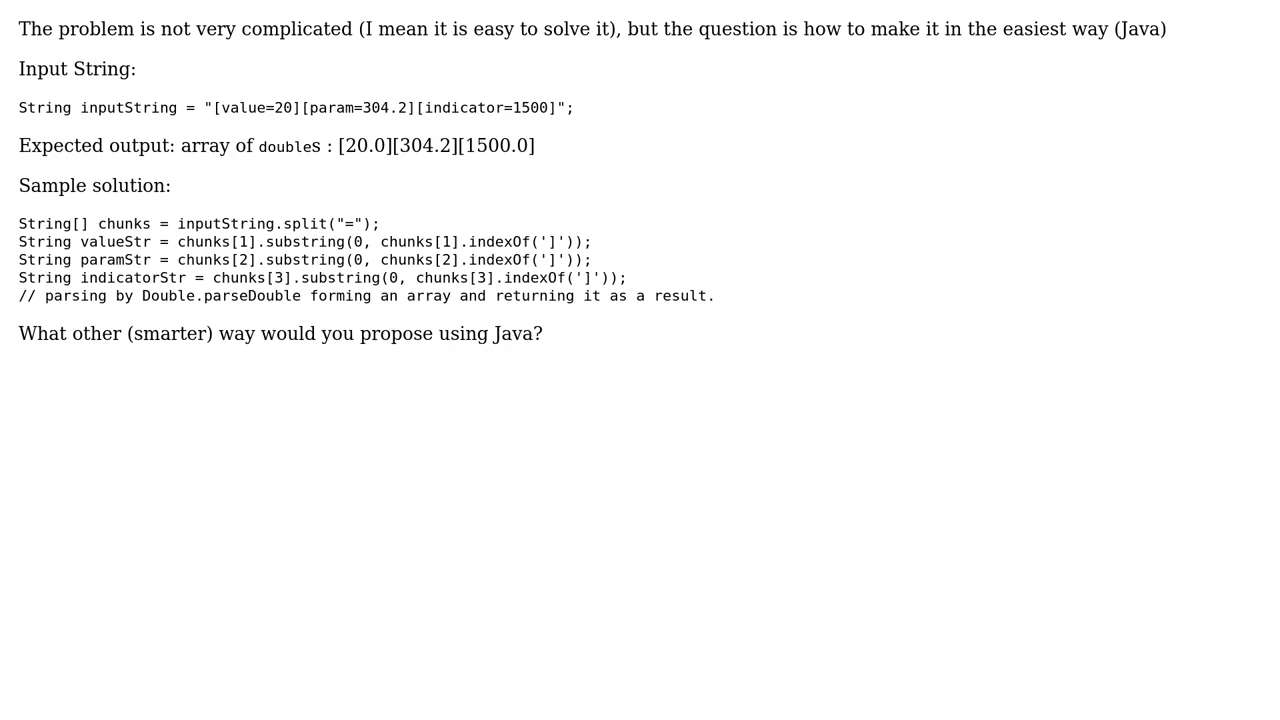 The problem is not very complicated (I mean it is easy to solve it), but the question is how to make it in the easiest way (Java)
Input String:
String inputString = "[value=20][param=304.2][indicator=1500]";
Expected output: array of doubles : [20.0][304.2][1500.0]
Sample solution:
String[] chunks = inputString.split("=");
String valueStr = chunks[1].substring(0, chunks[1].indexOf(']'));
String paramStr = chunks[2].substring(0, chunks[2].indexOf(']'));
String indicatorStr = chunks[3].substring(0, chunks[3].indexOf(']'));
// parsing by Double.parseDouble forming an array and returning it as a result.
What other (smarter) way would you propose using Java?